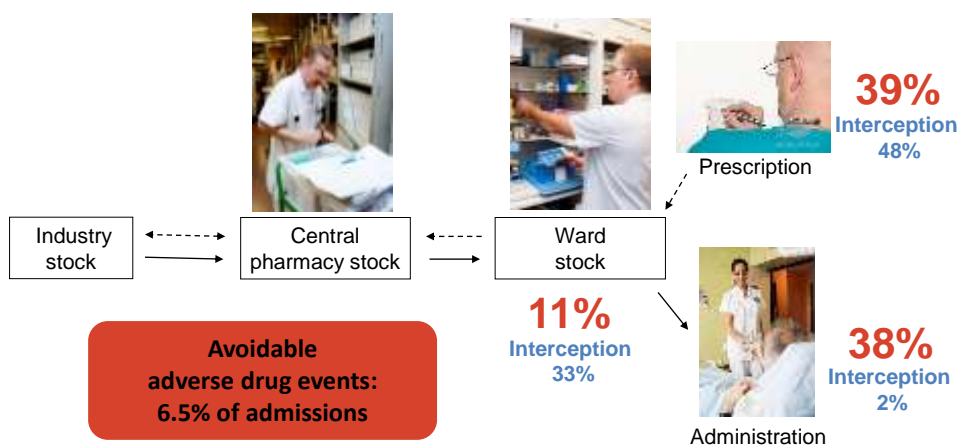 39%
Interception
48%
Prescription
Industry
stock
Central
pharmacy stock
Ward
stock
11%
Interception
33%
Avoidable
adverse drug events:
6.5% of admissions
38%
Interception
2%
Administration